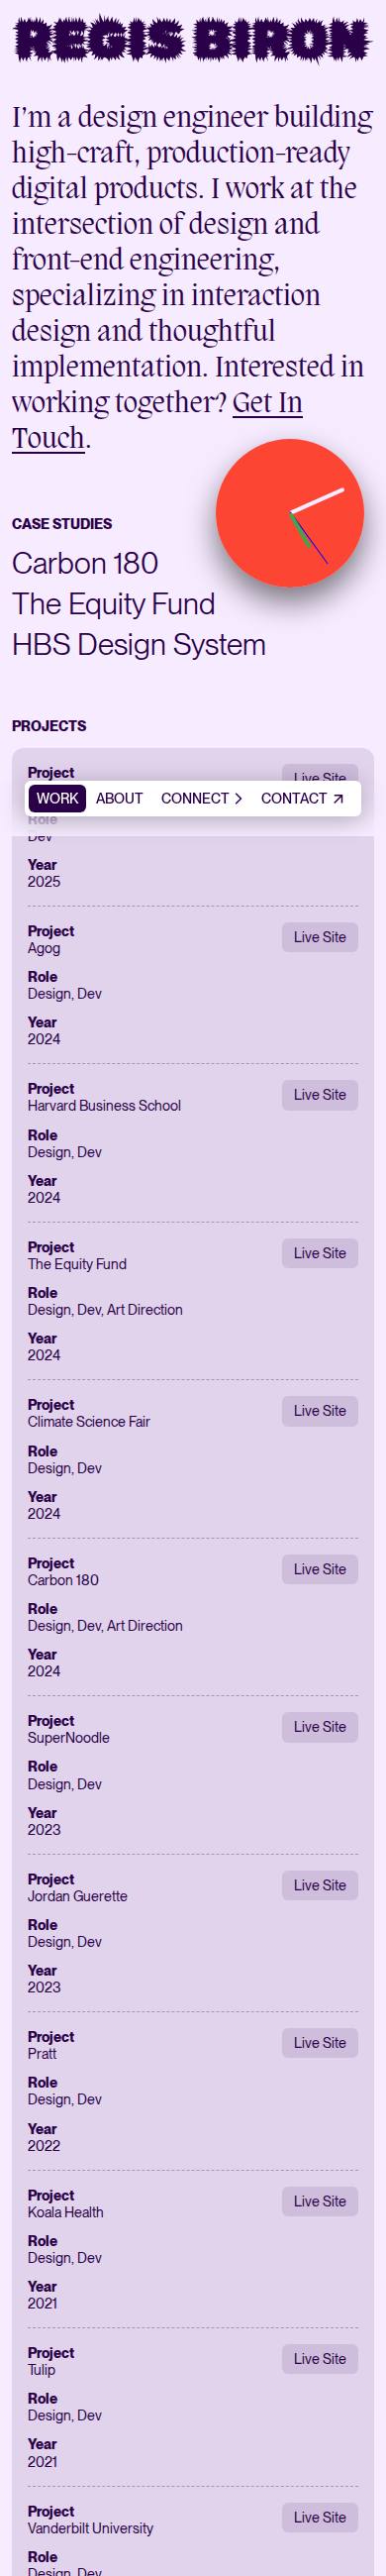 REGIS BIRON
I'm a design engineer building
high-craft, production-ready
digital products. I work at the
intersection of design and
front-end engineering,
specializing in interaction
design and thoughtful
implementation. Interested in
working together? Get In
Touch.
CASE STUDIES
Carbon 180
The Equity Fund
HBS Design System
PROJECTS
Project
Live Site
WORK ABOUT CONNECT CONTACT
Role
Dev
Year
2025
Project
Live Site
Agog
Role
Design, Dev
Year
2024
Project
Live Site
Harvard Business School
Role
Design, Dev
Year
2024
Project
Live Site
The Equity Fund
Role
Design, Dev, Art Direction
Year
2024
Project
Live Site
Climate Science Fair
Role
Design, Dev
Year
2024
Project
Live Site
Carbon 180
Role
Design, Dev, Art Direction
Year
2024
Project
Live Site
SuperNoodle
Role
Design, Dev
Year
2023
Project
Live Site
Jordan Guerette
Role
Design, Dev
Year
2023
Project
Live Site
Pratt
Role
Design, Dev
Year
2022
Project
Live Site
Koala Health
Role
Design, Dev
Year
2021
Project
Live Site
Tulip
Role
Design, Dev
Year
2021
Project
Live Site
Vanderbilt University
Role
Design, Dev